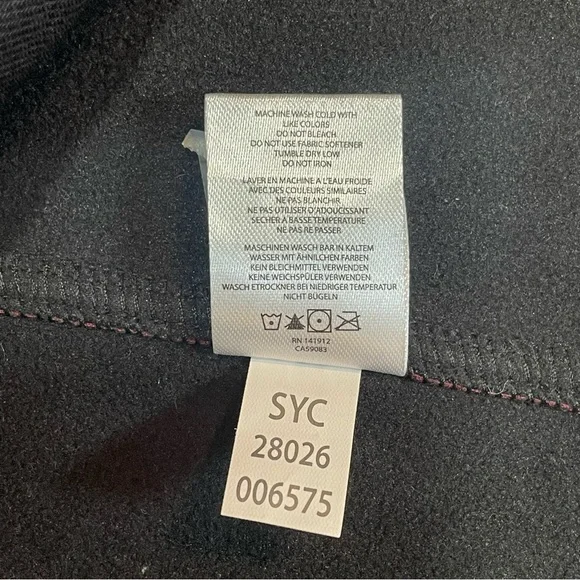 MACHINE WASH COLD WITH
LIKE COLORS
DO NOT BLEACH
DO NOT USE FABRIC SOFTENER
TUMBLE DRY LOW
DO NOT IRON
LAVER EN MACHINE A L'EAU FROIDE
AVEC DES COULEURS SIMILAIRES
NE PAS BLANCHIR
NE PAS UTILISER D'ADOUCISSANT
SECHER A BASSE TEMPERATURE
NE PAS RE PASSER
MASCHINEN WASCH BAR IN KALTEM
WASSER MIT ÄHNLICHEN FARBEN
KEIN BLEICHMITTEL VERWENDEN
KEINE WEICHSPÜLER VERWENDEN
WASCH ETROCKNER BEI NIEDRIGER TEMPERATUR
NICHT BÜGELN
RN 141912
CA59083
SYC
28026
006575